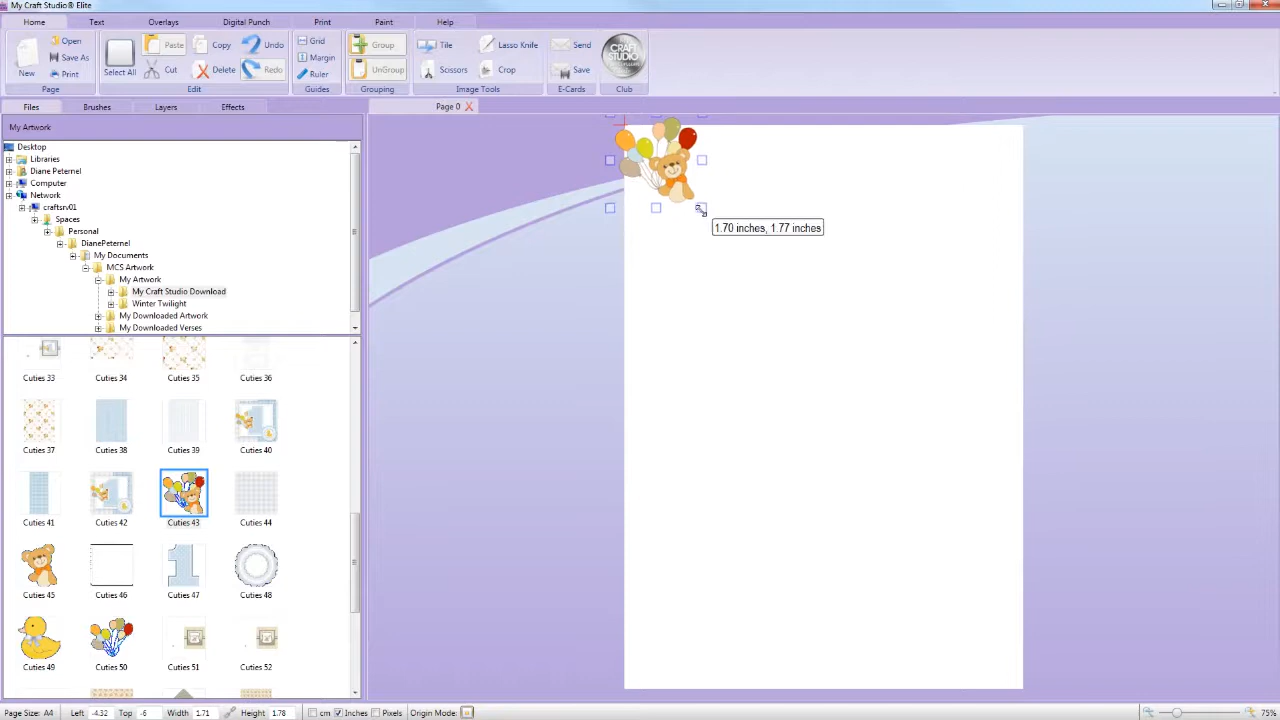 My Craft Studio® Elite
Home Text Overlays Digital Punch Print Paint Help
New Open Save As Print Page
Select All Paste Copy Undo Cut Delete Redo Edit
Grid Margin Ruler Guides
Group UnGroup Grouping
Tile Lasso Knife Scissors Crop Image Tools
Send Save E-Cards
CRAFT STUDIO Club
Files Brushes Layers Effects
Page 0
My Artwork
Desktop
Libraries
Diane Peternel
Computer
Network
craftsrv01
Spaces
Personal
DianePeternel
My Documents
MCS Artwork
My Artwork
My Craft Studio Download
Winter Twilight
My Downloaded Artwork
My Downloaded Verses
1.70 inches, 1.77 inches
Cuties 33 Cuties 34 Cuties 35 Cuties 36
Cuties 37 Cuties 38 Cuties 39 Cuties 40
Cuties 41 Cuties 42 Cuties 43 Cuties 44
Cuties 45 Cuties 46 Cuties 47 Cuties 48
Cuties 49 Cuties 50 Cuties 51 Cuties 52
Page Size: A4 Left -4.32 Top -6 Width 1.71 Height 1.78 cm Inches Pixels Origin Mode: 75%